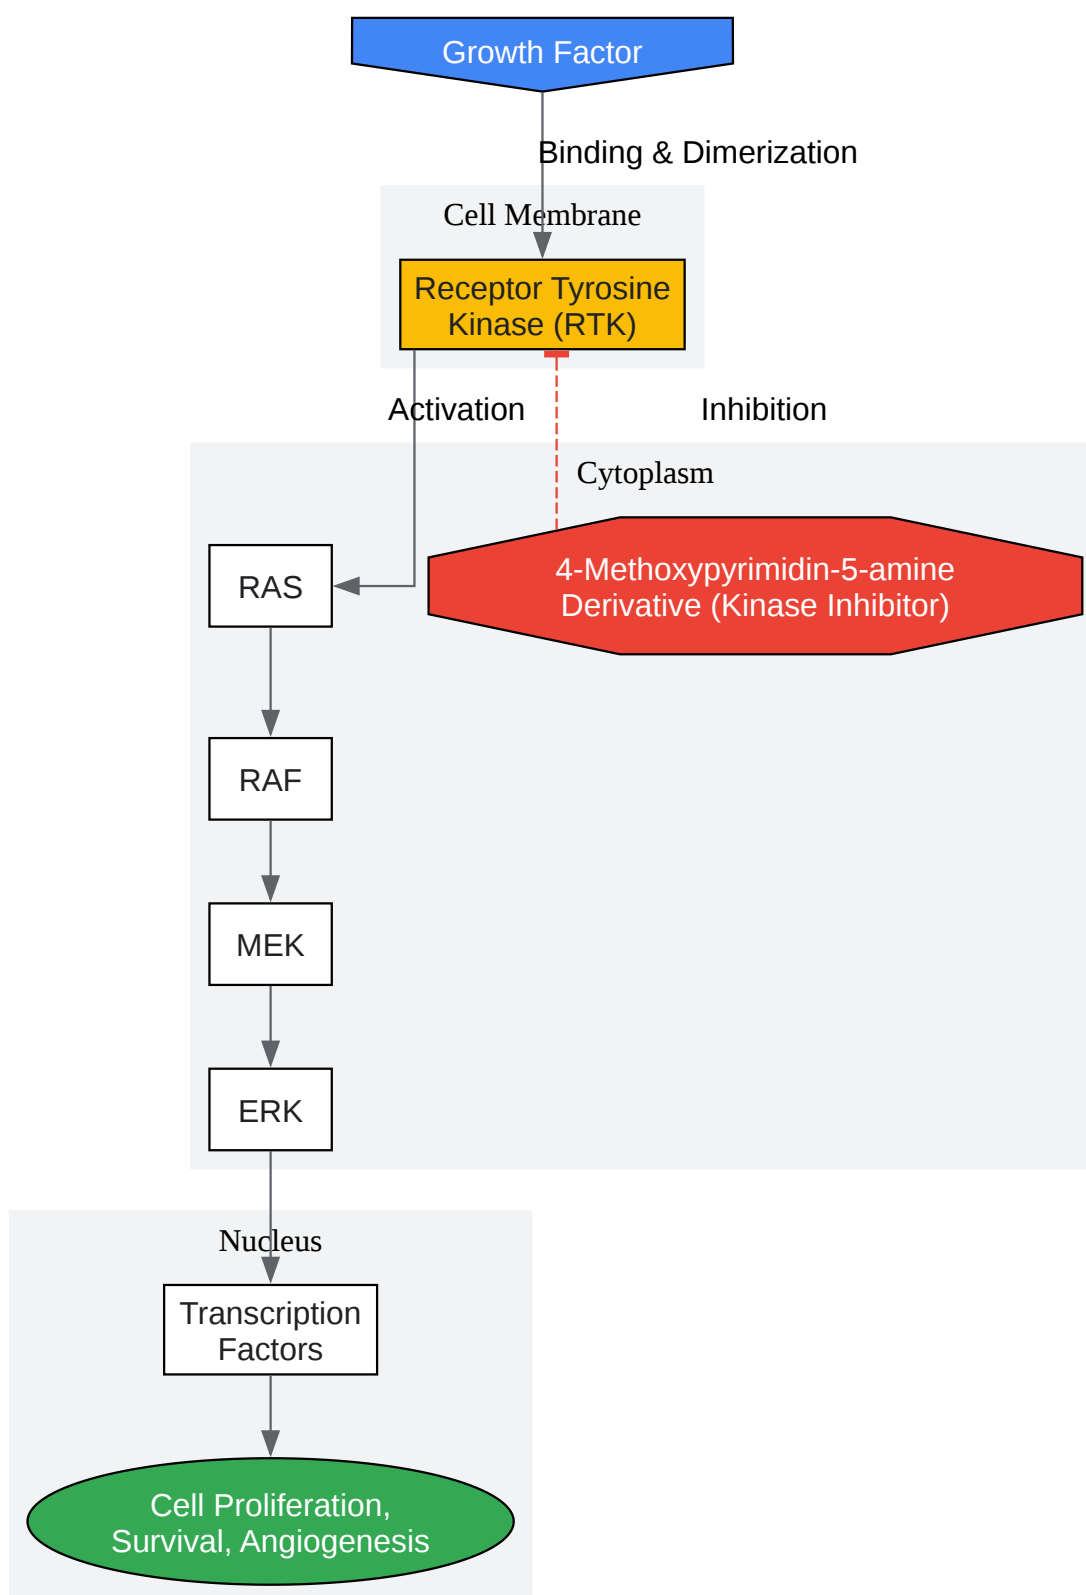 Growth Factor
Binding & Dimerization
Cell Membrane
Receptor Tyrosine
Kinase (RTK)
Activation
Inhibition
Cytoplasm
RAS
4-Methoxypyrimidin-5-amine
Derivative (Kinase Inhibitor)
RAF
MEK
ERK
Nucleus
Transcription
Factors
Cell Proliferation,
Survival, Angiogenesis